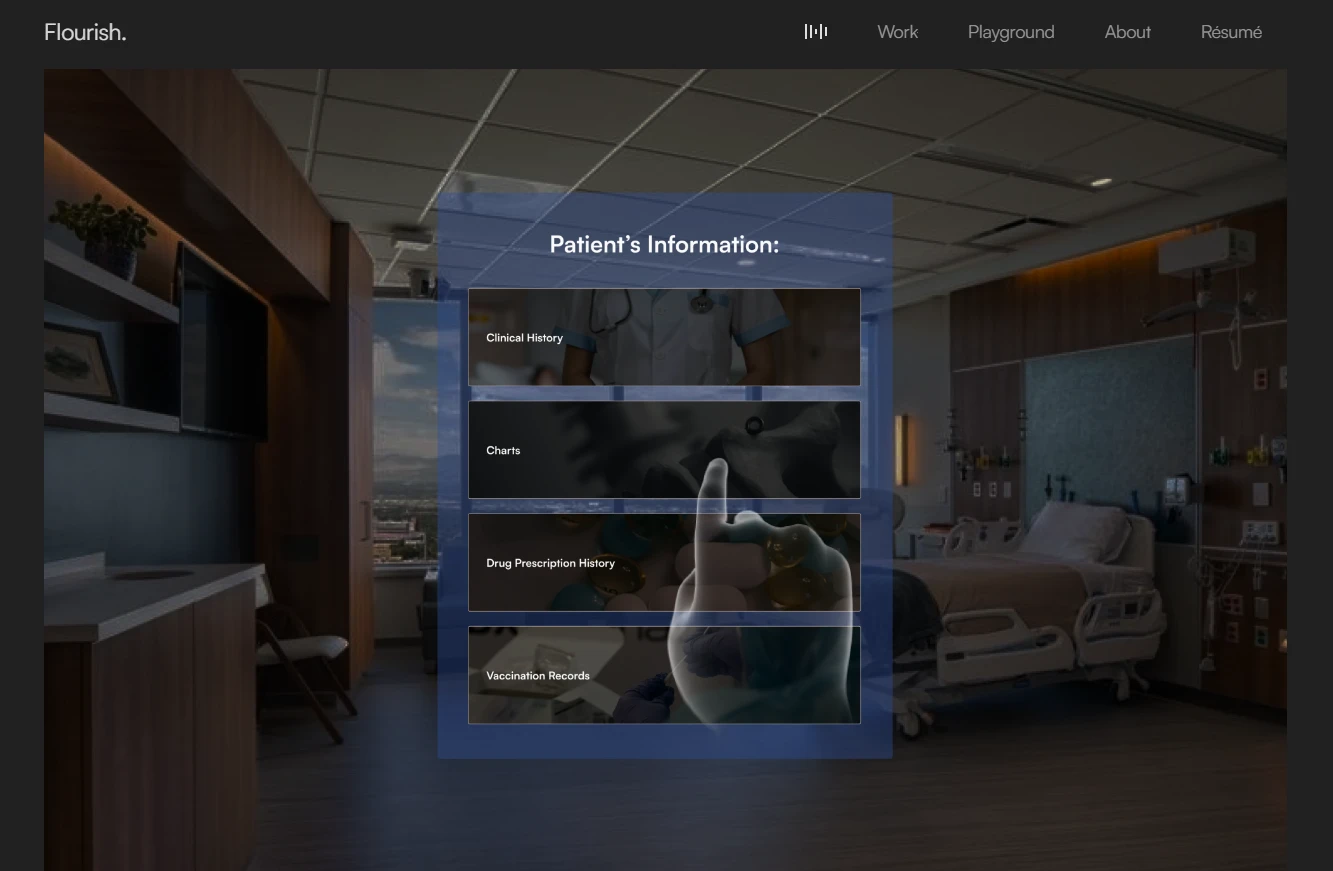 Flourish.
Work
Playground
About
Résumé
Patient’s Information:
Clinical History
Charts
Drug Prescription History
Vaccination Records